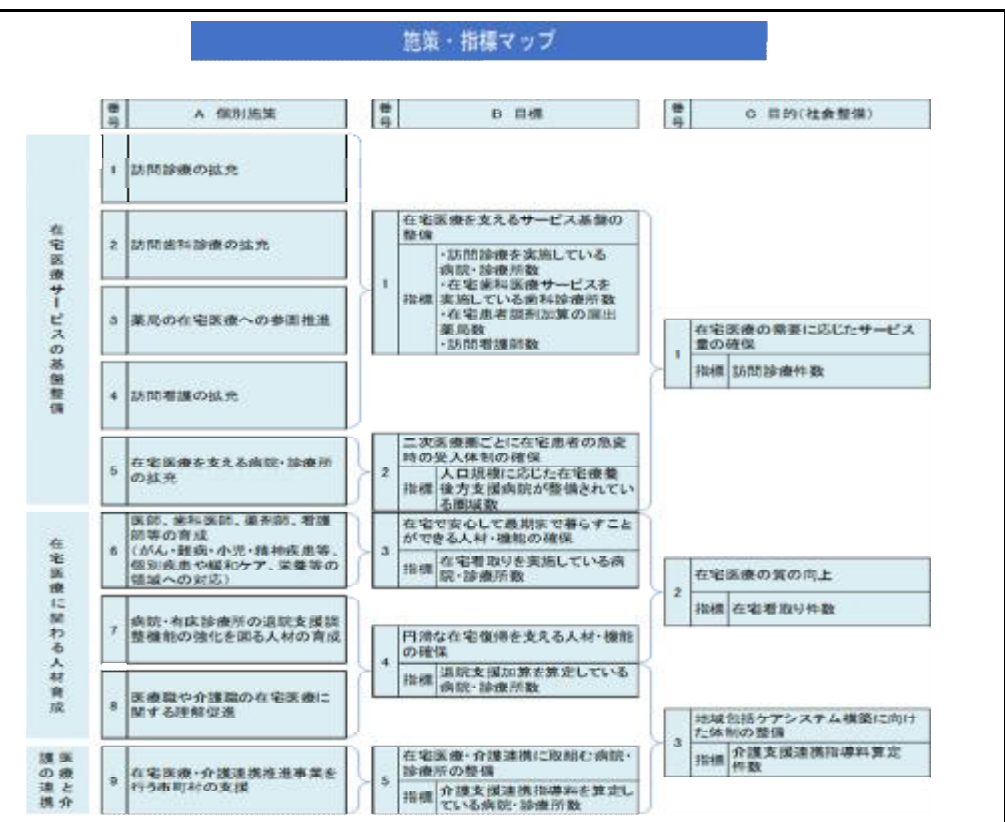 施策・指標マップ
番号 A 個別施策
番号 B 目標
番号 C 目的(社会整備)
在宅医療サービスの基盤整備
1 訪問診療の拡充
2 訪問歯科診療の拡充
3 薬局の在宅医療への参画推進
4 訪問看護の拡充
5 在宅医療を支える病院・診療所
の拡充
在宅医療に関わる人材育成
6 医師、歯科医師、薬剤師、看護
師等の育成
(がん・難病・小児・精神疾患等、
個別疾患や緩和ケア、栄養等の
領域への対応)
7 病院・有床診療所の退院支援調
整機能の強化を図る人材の育成
8 医療職や介護職の在宅医療に
関する理解促進
医療と介
護の連携
9 在宅医療・介護連携推進事業を
行う市町村の支援
1 在宅医療を支えるサービス基盤の
整備
指標
・訪問診療を実施している
病院・診療所数
・在宅歯科医療サービスを
実施している歯科診療所数
・在宅患者調剤加算の届出
薬局数
・訪問看護師数
2 二次医療圏ごとに在宅患者の急変
時の受入体制の確保
指標
人口規模に応じた在宅療養
後方支援病院が整備されてい
る圏域数
3 在宅で安心して最期まで暮らすこと
ができる人材・機能の確保
指標
在宅看取りを実施している病
院・診療所数
4 円滑な在宅復帰を支える人材・機能
の確保
指標
退院支援加算を算定している
病院・診療所数
5 在宅医療・介護連携に取組む病院・
診療所の整備
指標
介護支援連携指導料を算定し
ている病院・診療所数
1 在宅医療の需要に応じたサービス
量の確保
指標 訪問診療件数
2 在宅医療の質の向上
指標 在宅看取り件数
3 地域包括ケアシステム構築に向け
た体制の整備
指標
介護支援連携指導料算定
件数